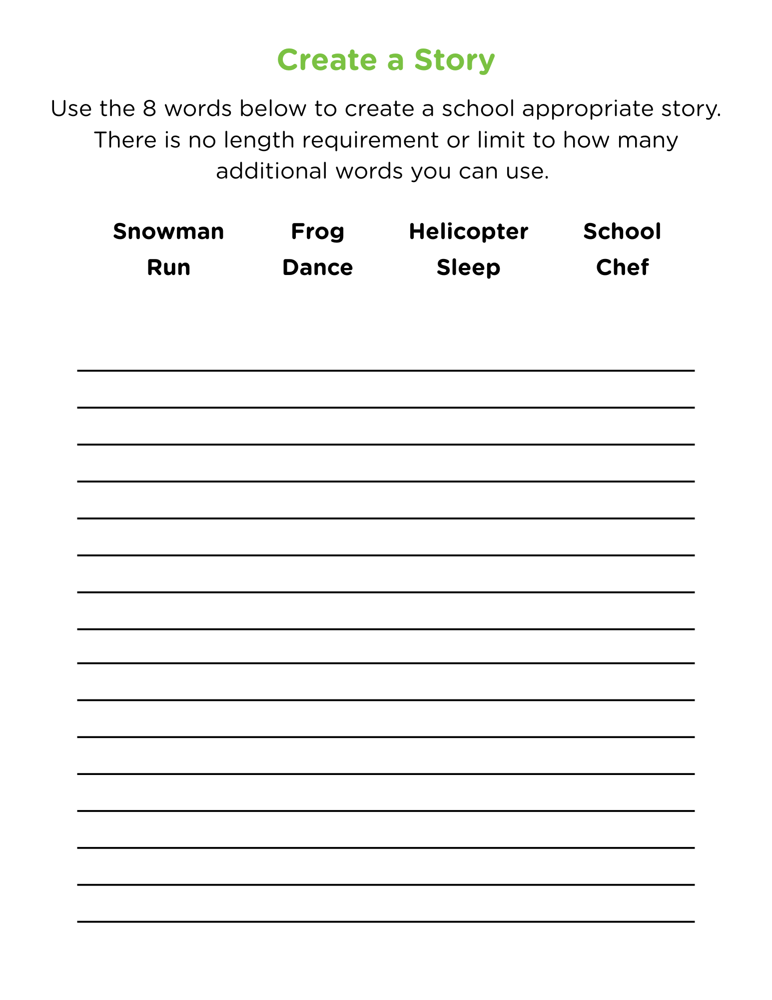 Create a Story
Use the 8 words below to create a school appropriate story.
There is no length requirement or limit to how many
additional words you can use.
Snowman Frog Helicopter School
Run Dance Sleep Chef